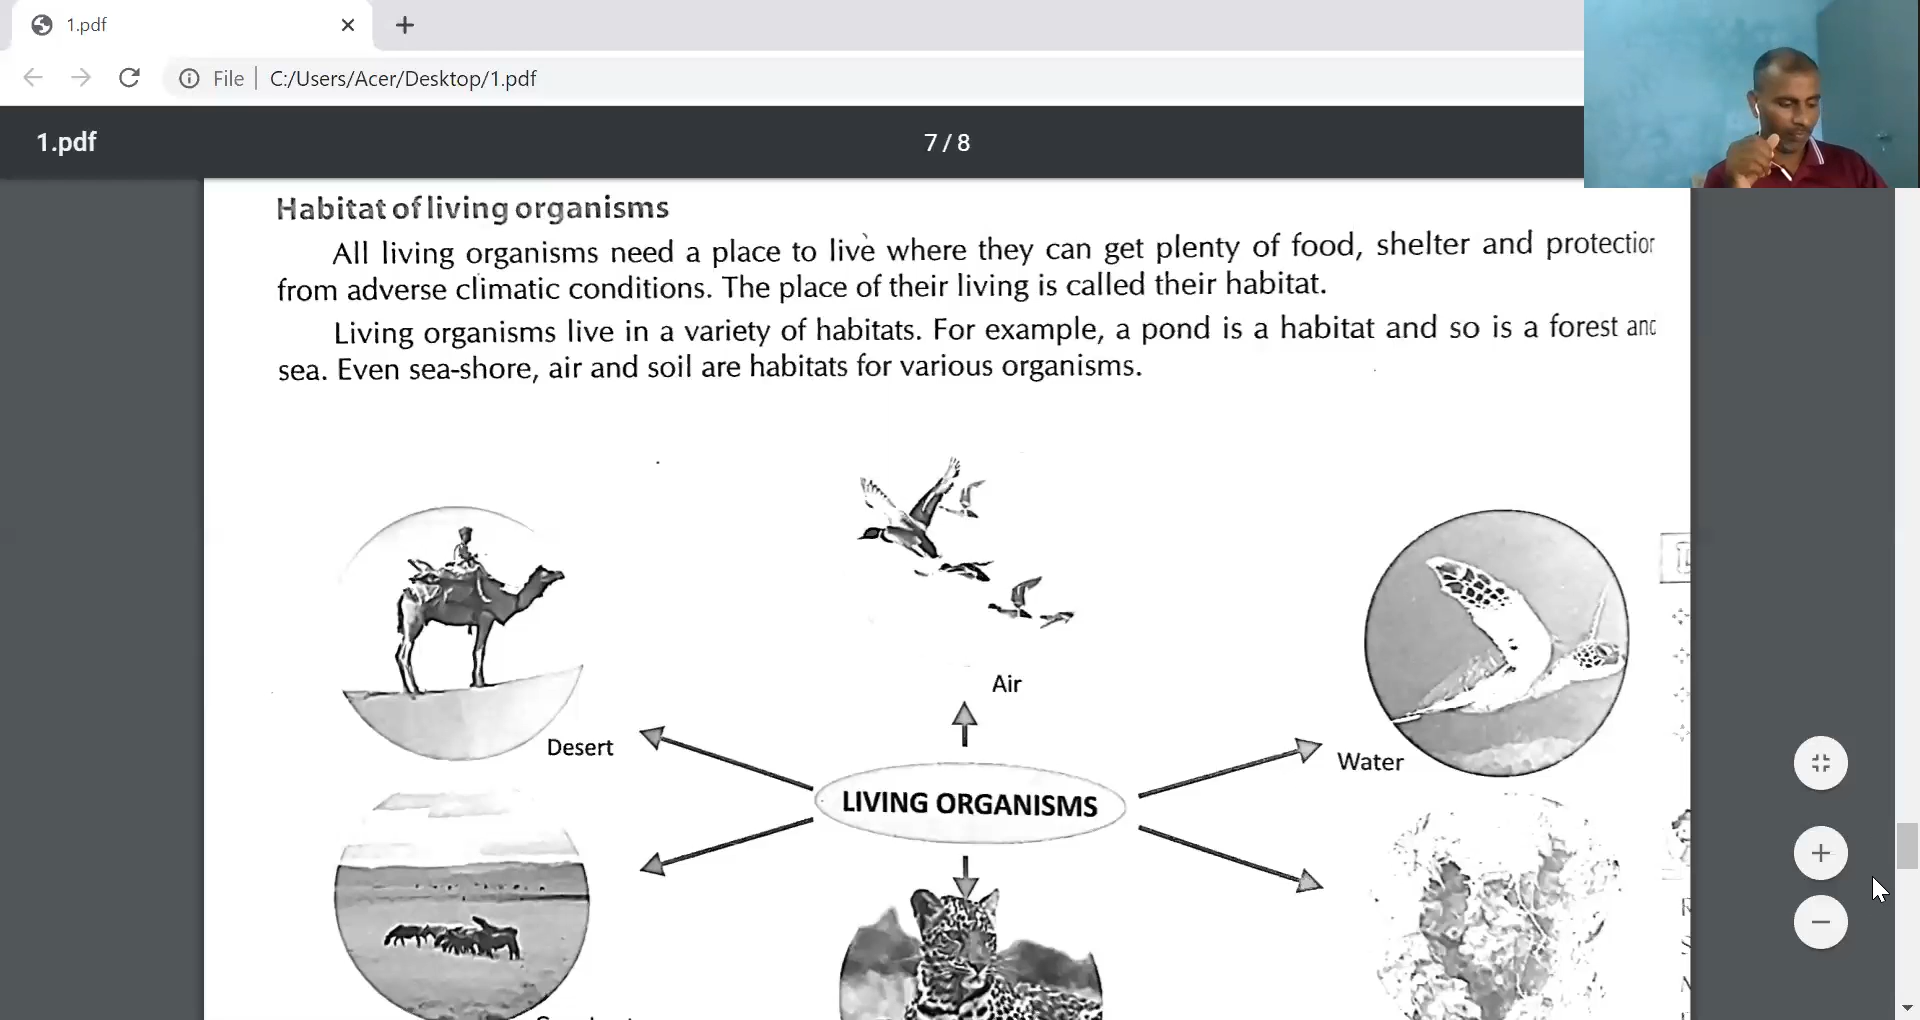 1.pdf
File
C:/Users/Acer/Desktop/1.pdf
1.pdf
7 / 8
Habitat of living organisms
All living organisms need a place to live where they can get plenty of food, shelter and protection
from adverse climatic conditions. The place of their living is called their habitat.
Living organisms live in a variety of habitats. For example, a pond is a habitat and so is a forest and
sea. Even sea-shore, air and soil are habitats for various organisms.
Air
Desert
Water
LIVING ORGANISMS